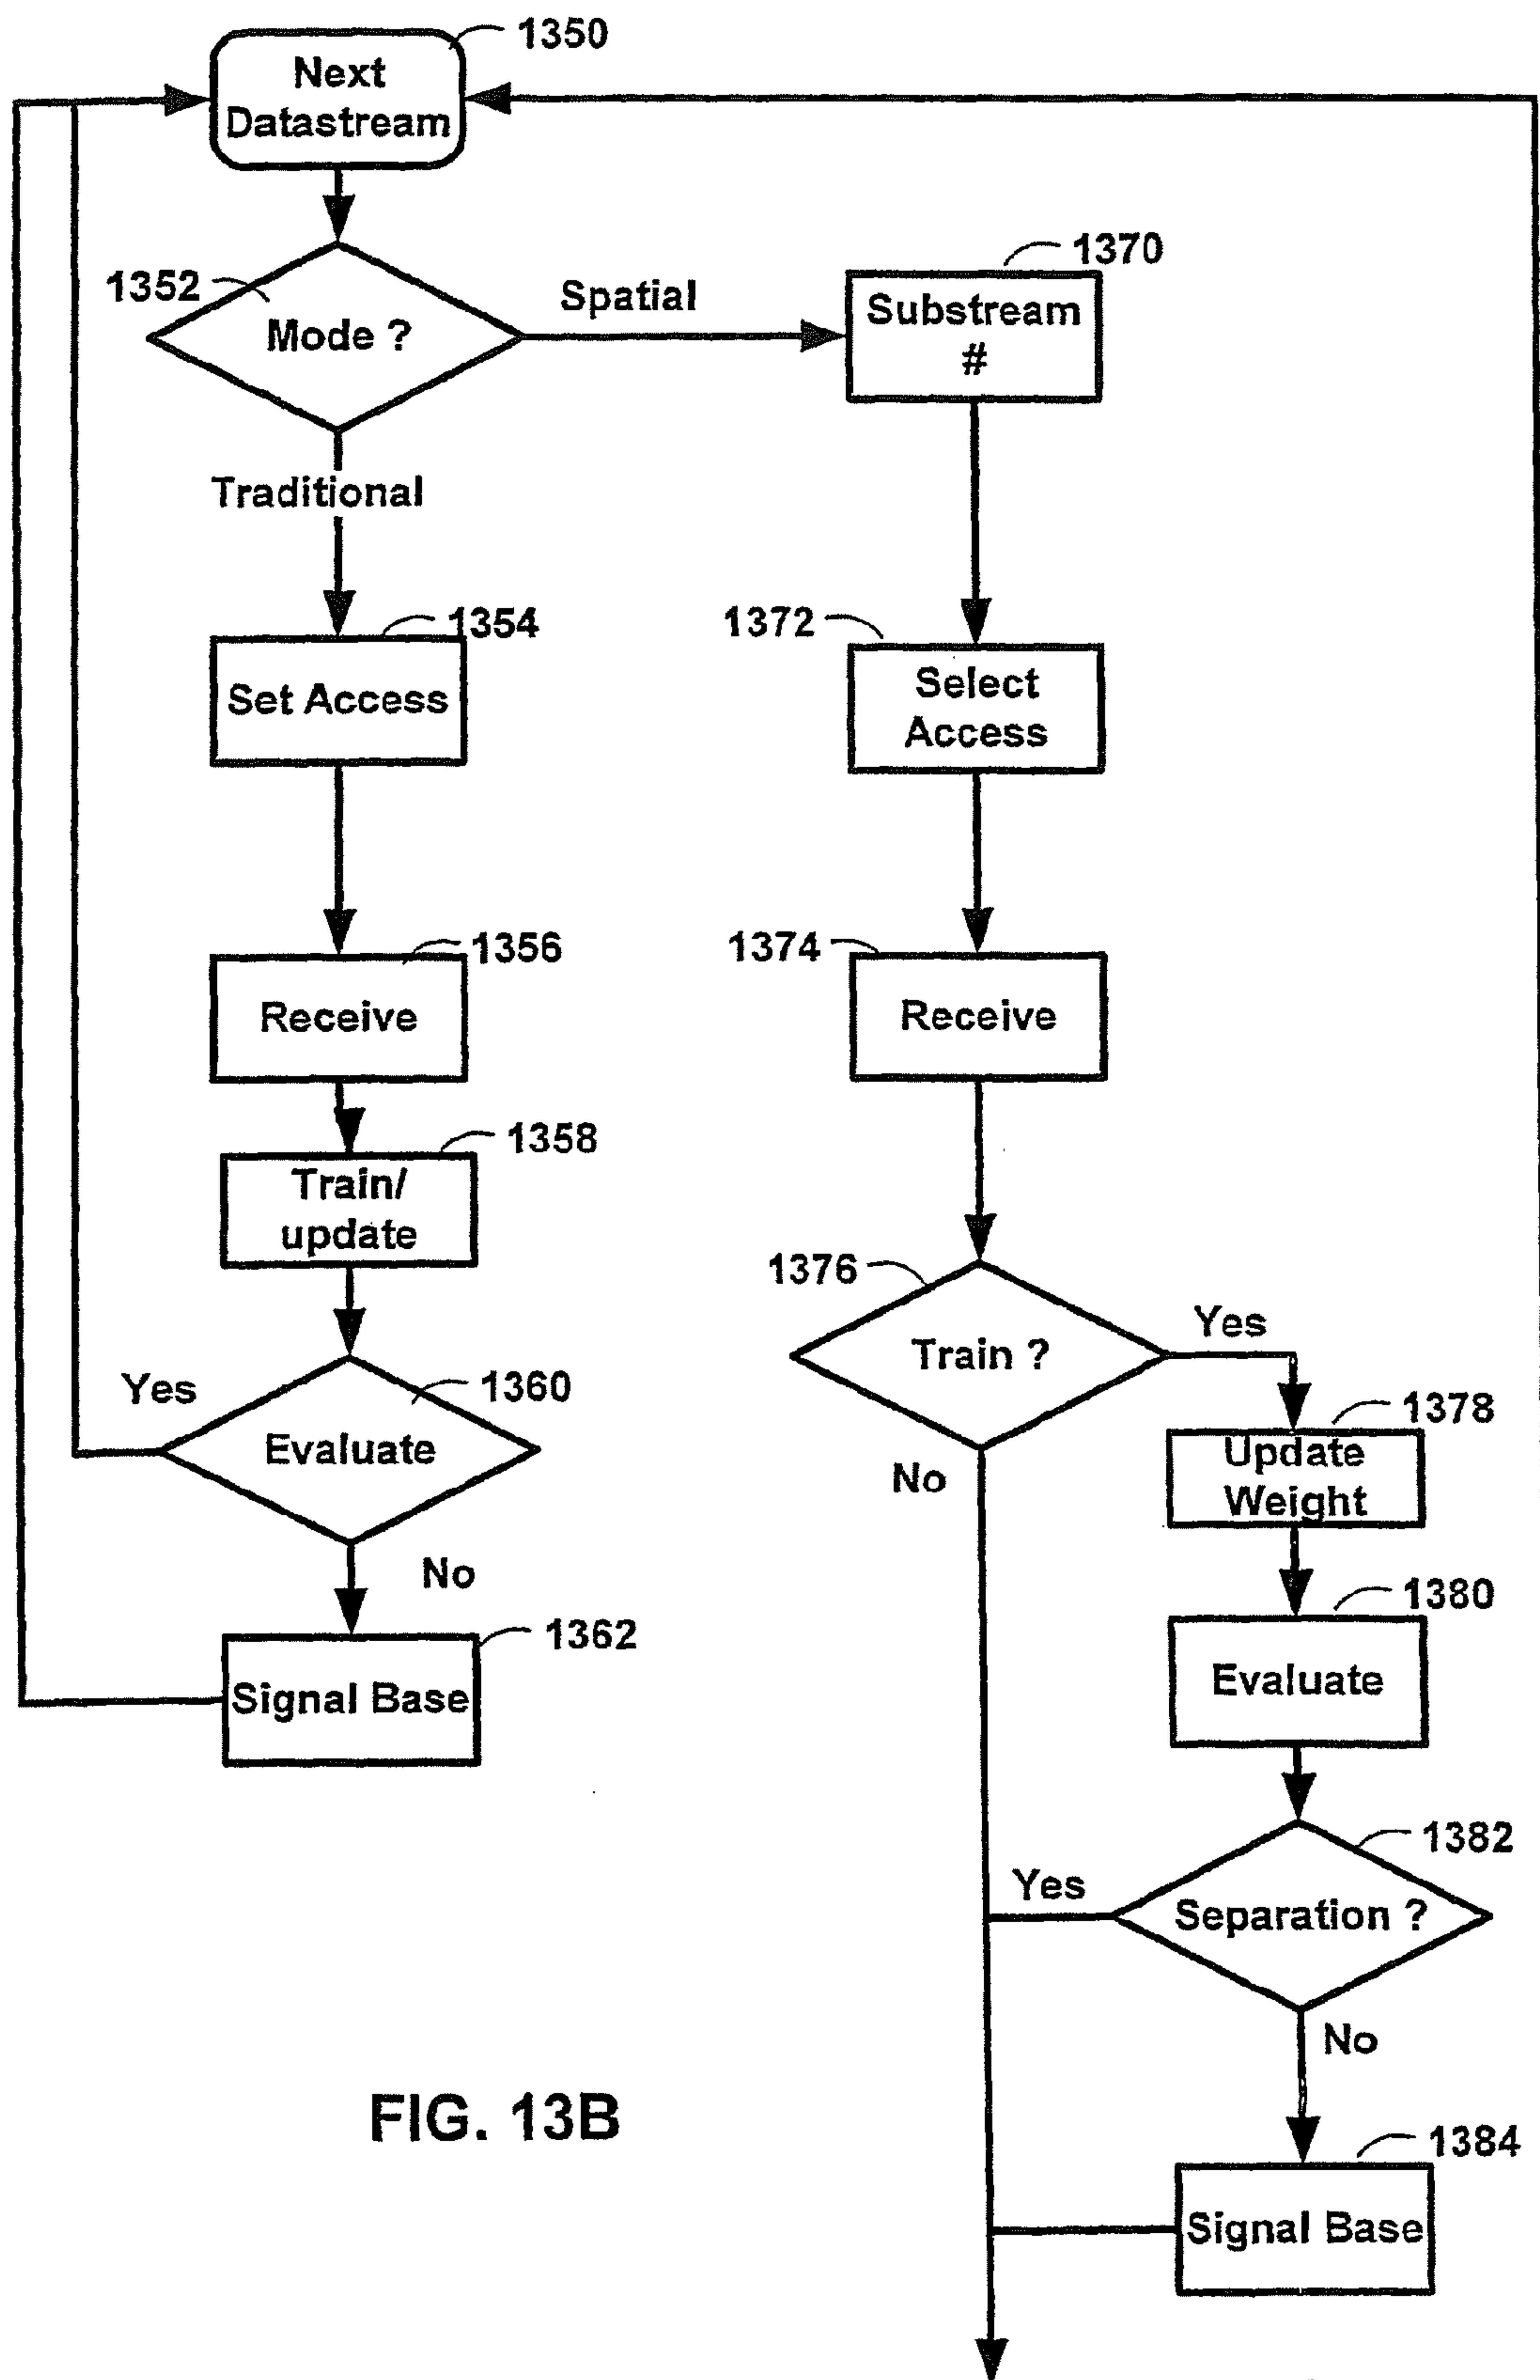 1350
Next
Datastream
1352
Mode ?
Spatial
1370
Substream
#
Traditional
1354
Set Access
1372
Select
Access
1356
Receive
1374
Receive
1358
Train/
update
1376
Train ?
Yes
No
Yes
1360
Evaluate
No
1378
Update
Weight
1362
Signal Base
1380
Evaluate
1382
Separation ?
Yes
No
1384
Signal Base
FIG. 13B